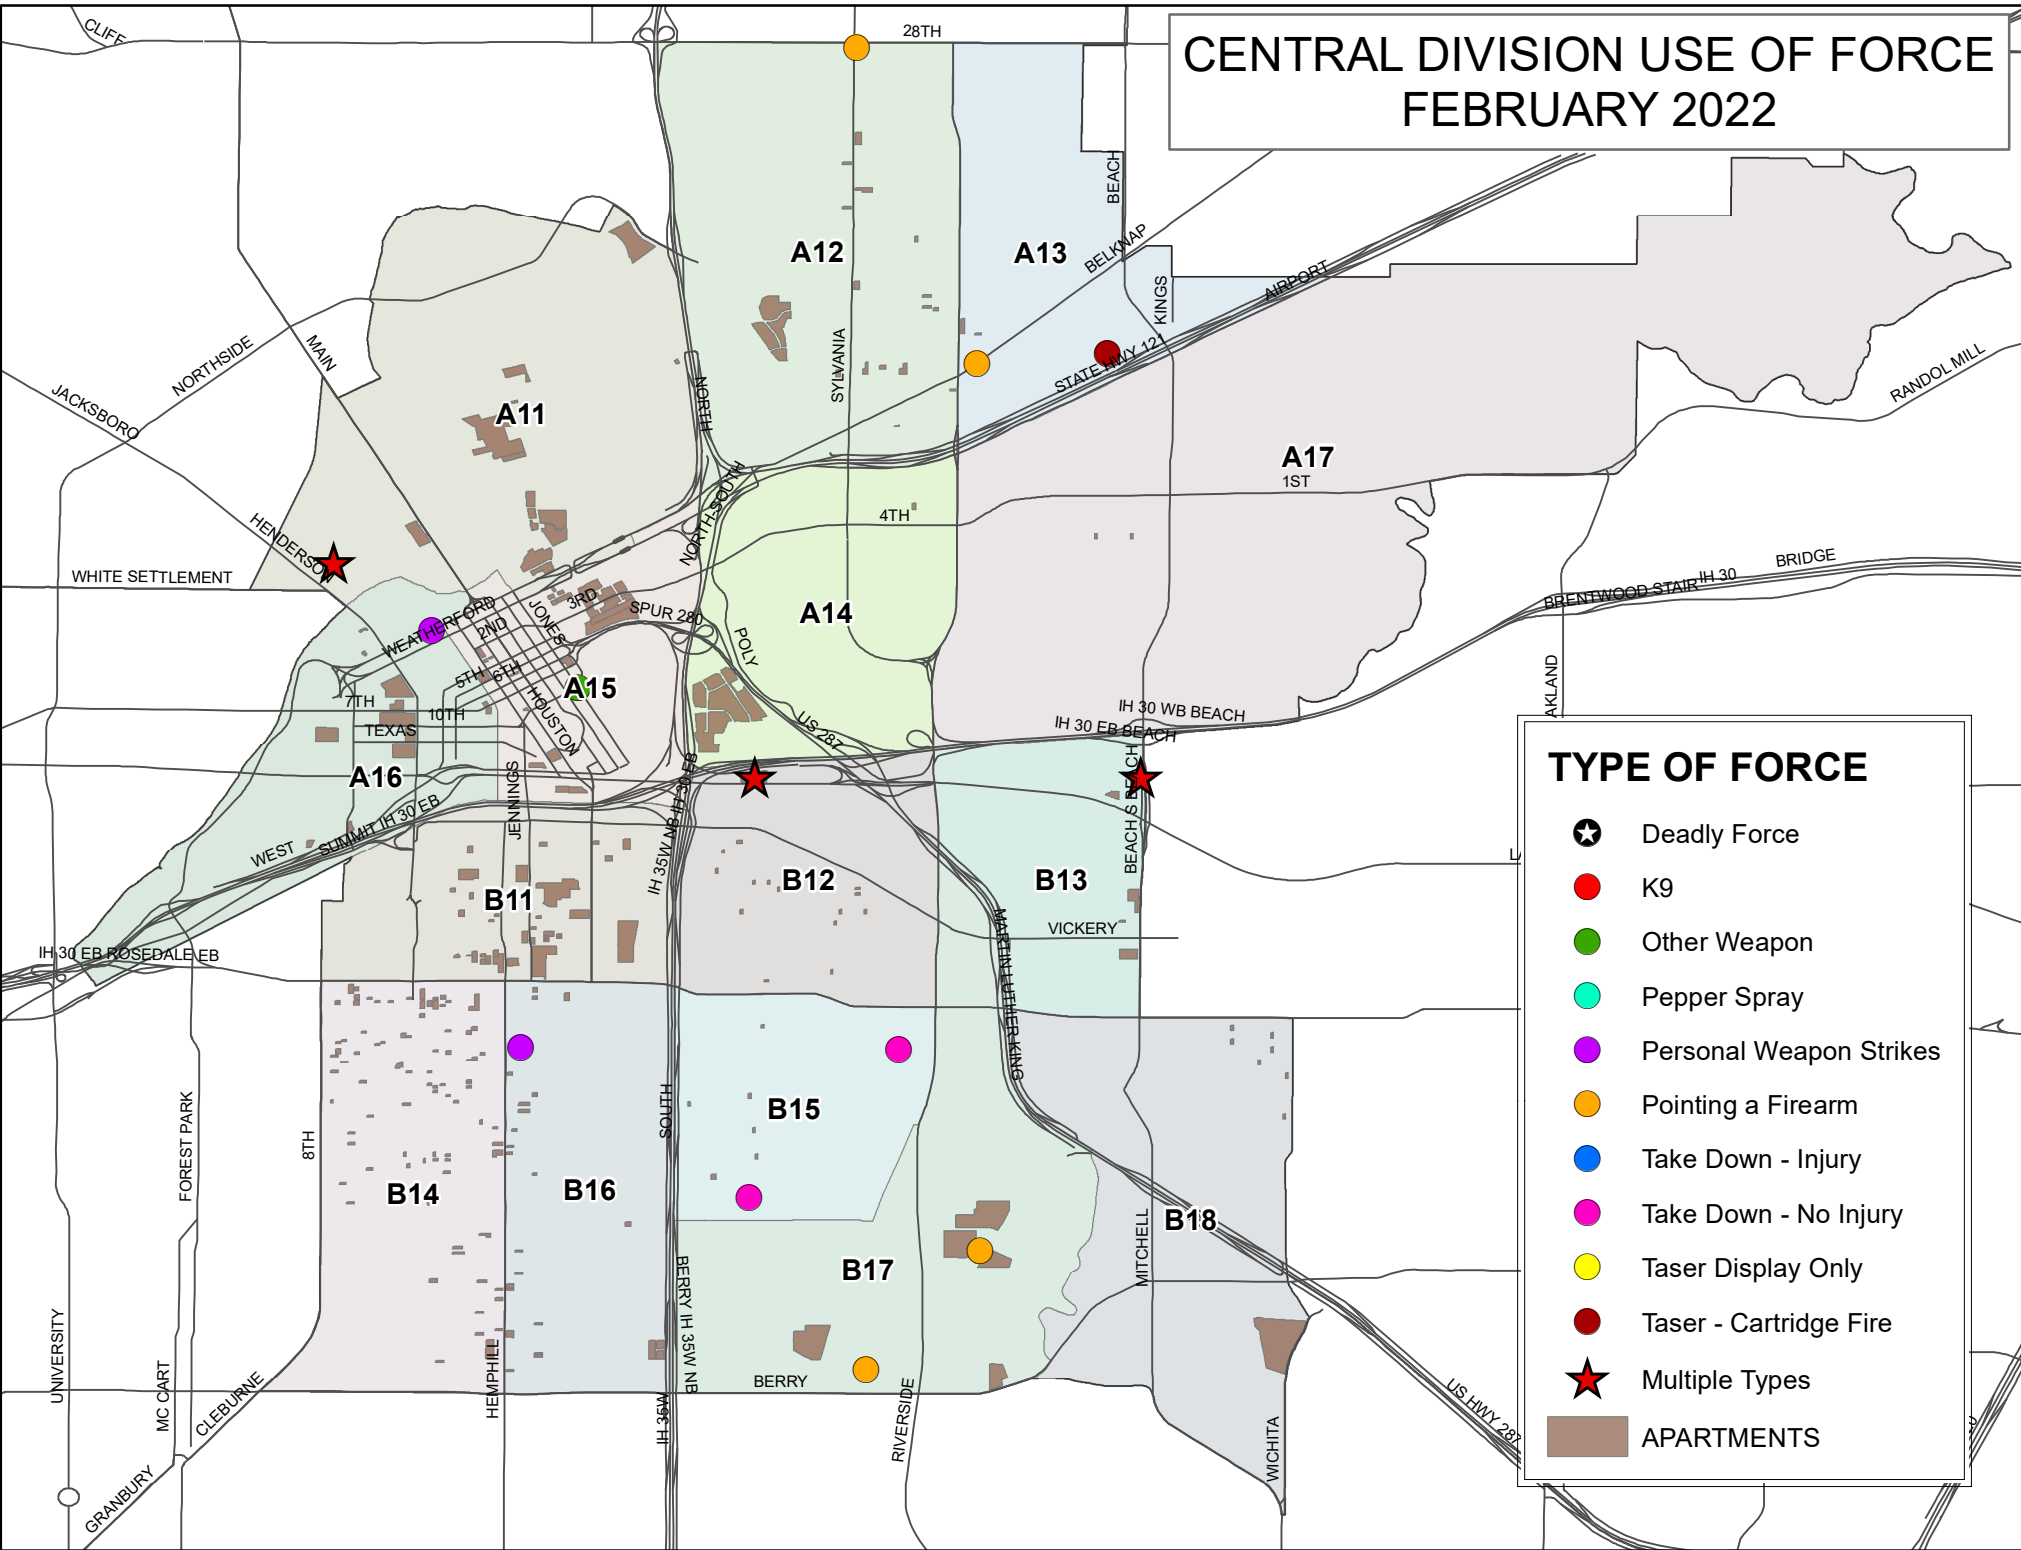 CENTRAL DIVISION USE OF FORCE
FEBRUARY 2022
CLIFF
28TH
BEACH
BELKNAP
A12
A13
AIRPORT
KINGS
NORTHSIDE
MAIN
SYLVANIA
STATE HWY 121
RANDOL MILL
JACKSBORO
NORTH
A11
A17
1ST
NORTH-SOUTH
4TH
HENDERSON
WHITE SETTLEMENT
BRIDGE
IH 30
BRENTWOOD STAIR
WEATHERFORD
2ND
3RD
JONES
SPUR 280
A14
POLY
5TH
6TH
A15
HOUSTON
7TH
10TH
TEXAS
US 287
IH 30 WB BEACH
IH 30 EB BEACH
AKLAND
A16
JENNINGS
SUMMIT IH 30 EB
WEST
IH 35W NB IH 30 EB
BEACH S BEACH
B11
B12
B13
VICKERY
MARTIN LUTHER KING
IH 30 EB ROSEDALE EB
FOREST PARK
8TH
SOUTH
B15
B14
B16
B17
B18
MITCHELL
UNIVERSITY
MC CART
CLEBURNE
HEMPHILL
BERRY IH 35W NB
BERRY
IH 35W
RIVERSIDE
WICHITA
US HWY 287
GRANBURY
TYPE OF FORCE
Deadly Force
K9
Other Weapon
Pepper Spray
Personal Weapon Strikes
Pointing a Firearm
Take Down - Injury
Take Down - No Injury
Taser Display Only
Taser - Cartridge Fire
Multiple Types
APARTMENTS